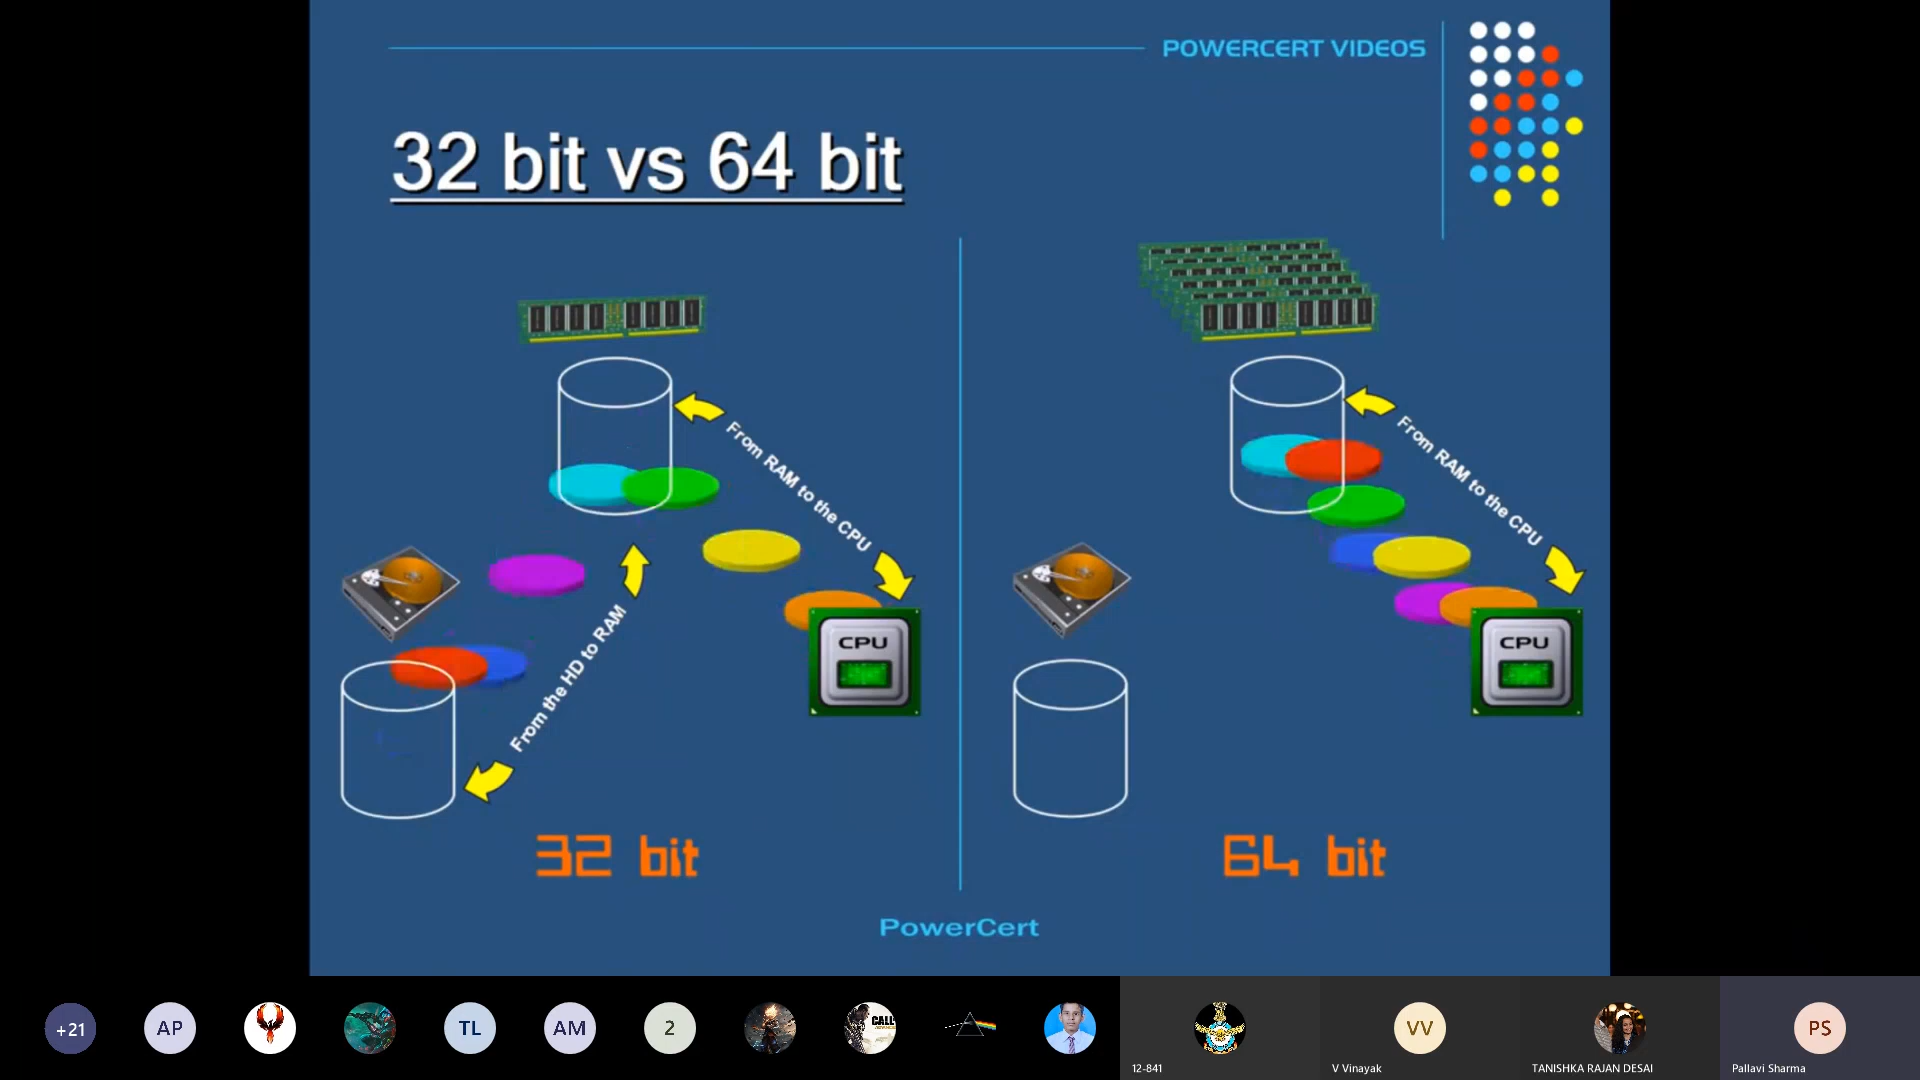 POWERCERT VIDEOS
32 bit vs 64 bit
From RAM to the CPU
From the HD to RAM
CPU
32 bit
From RAM to the CPU
CPU
64 bit
PowerCert
+21
AP
TL
AM
2
CALL
VV
PS
12-841
V Vinayak
TANISHKA RAJAN DESAI
Pallavi Sharma